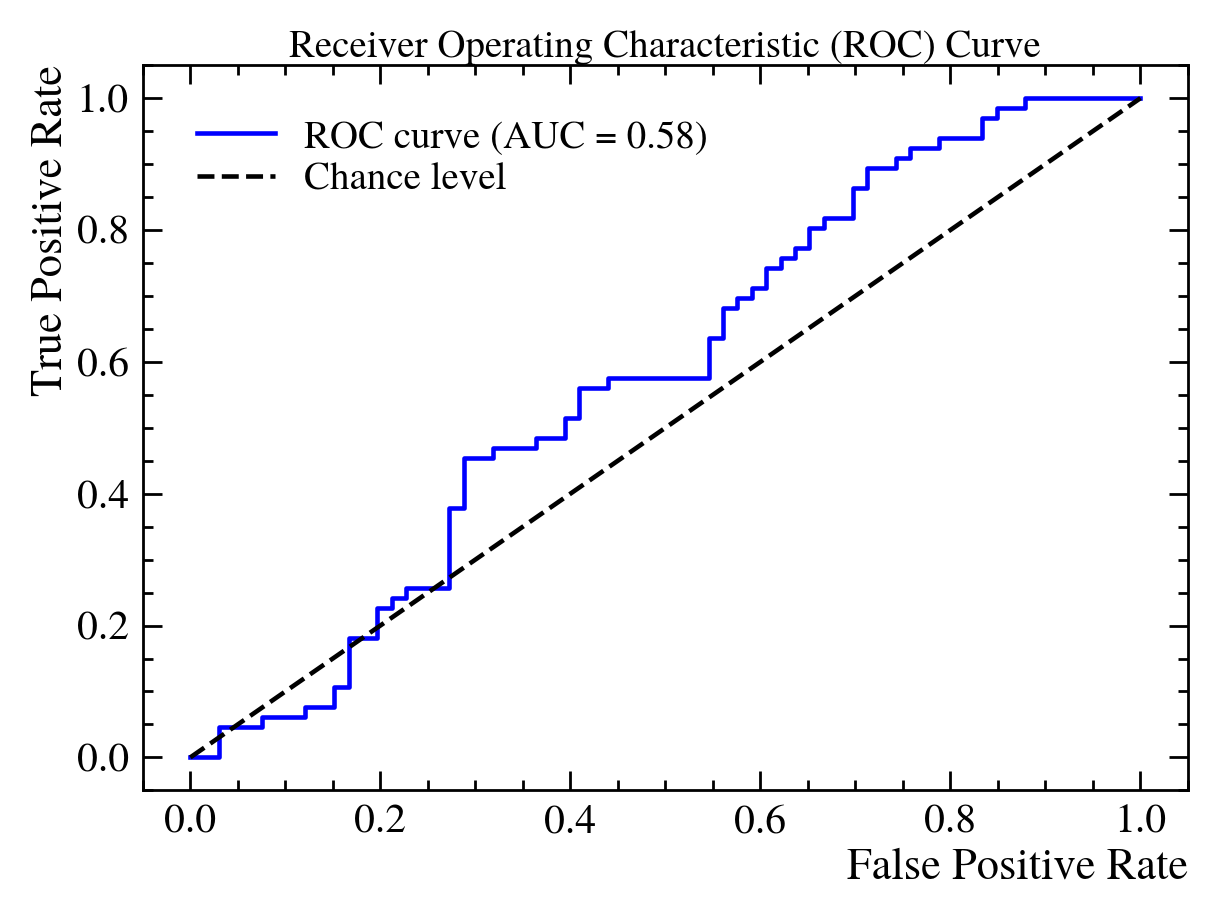 Receiver Operating Characteristic (ROC) Curve
True Positive Rate
1.0
0.8
0.6
0.4
0.2
0.0
ROC curve (AUC = 0.58)
Chance level
0.0 0.2 0.4 0.6 0.8 1.0
False Positive Rate